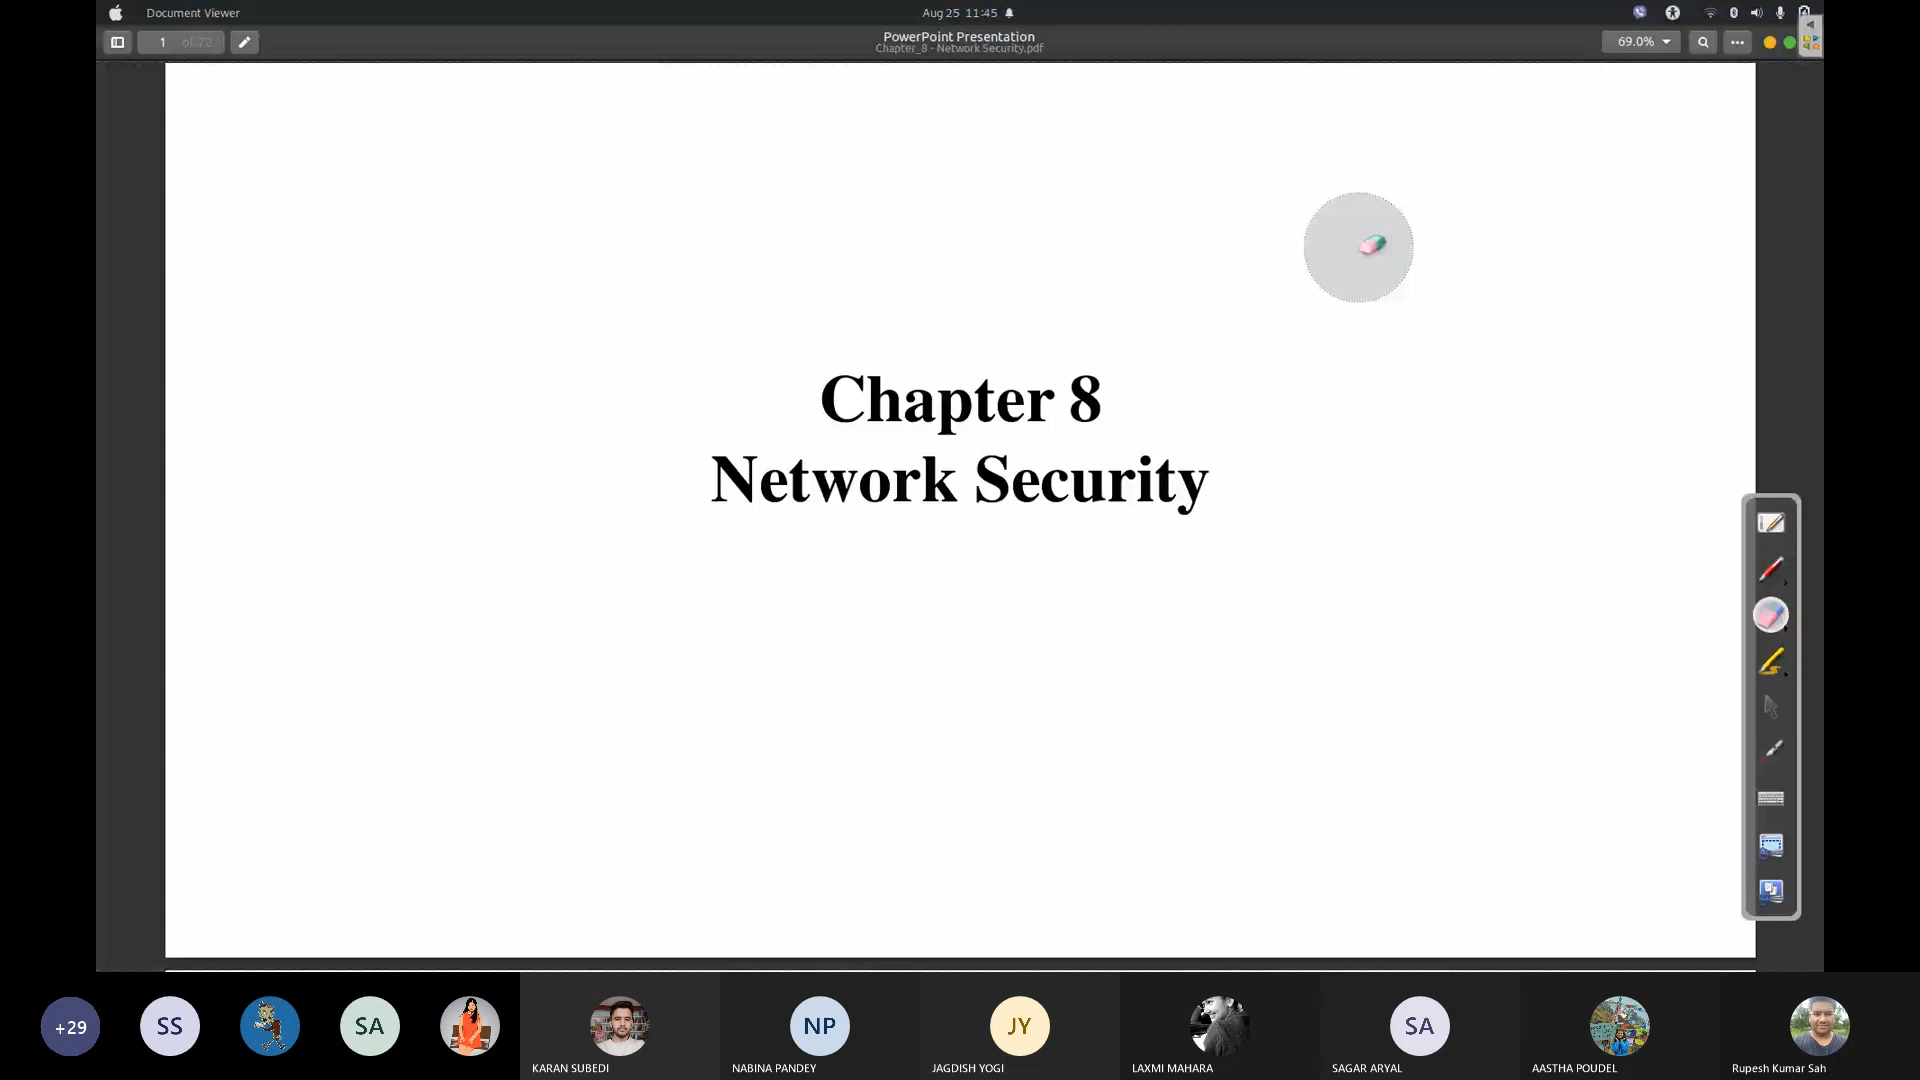 Document Viewer
Aug 25 11:45
1 of 72
PowerPoint Presentation
Chapter_8 - Network Security.pdf
69.0%
Chapter 8
Network Security
+29
SS
SA
KARAN SUBEDI
NP
NABINA PANDEY
JY
JAGDISH YOGI
LAXMI MAHARA
SA
SAGAR ARYAL
AASTHA POUDEL
Rupesh Kumar Sah